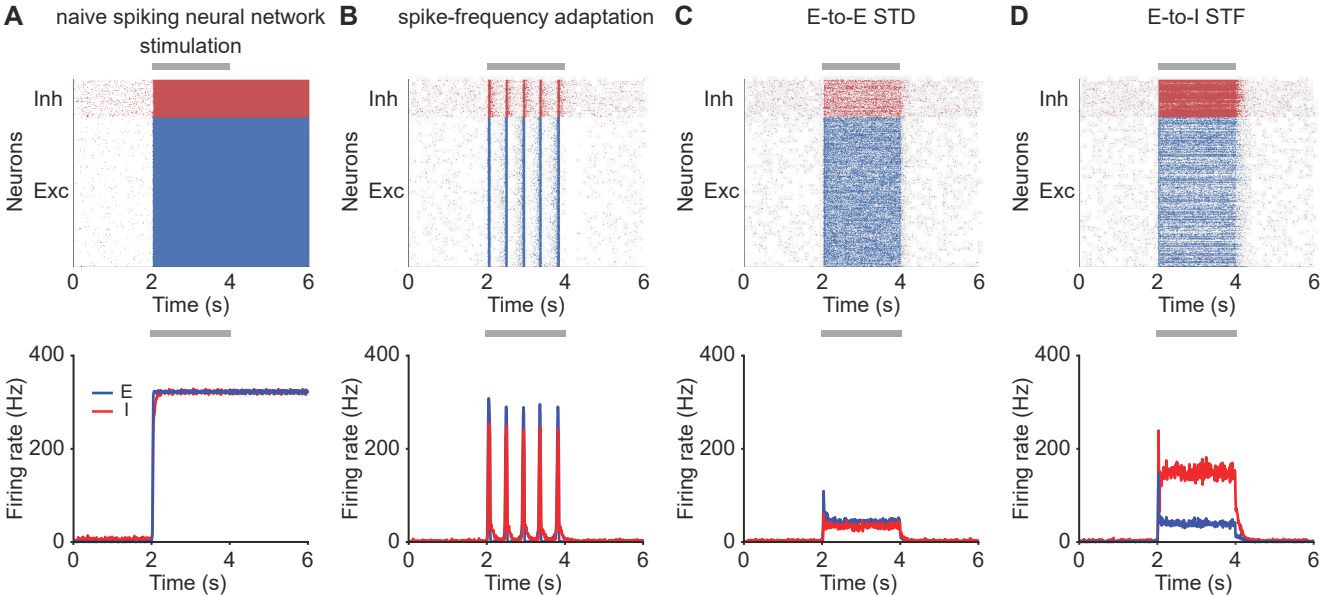 A naive spiking neural network stimulation
B spike-frequency adaptation
C E-to-E STD
D E-to-I STF
Inh
Exc
Neurons
0 2 4 6
Time (s)
Inh
Exc
Neurons
0 2 4 6
Time (s)
Inh
Exc
Neurons
0 2 4 6
Time (s)
Inh
Exc
Neurons
0 2 4 6
Time (s)
400
200
0
Firing rate (Hz)
E
I
0 2 4 6
Time (s)
400
200
0
Firing rate (Hz)
0 2 4 6
Time (s)
400
200
0
Firing rate (Hz)
0 2 4 6
Time (s)
400
200
0
Firing rate (Hz)
0 2 4 6
Time (s)